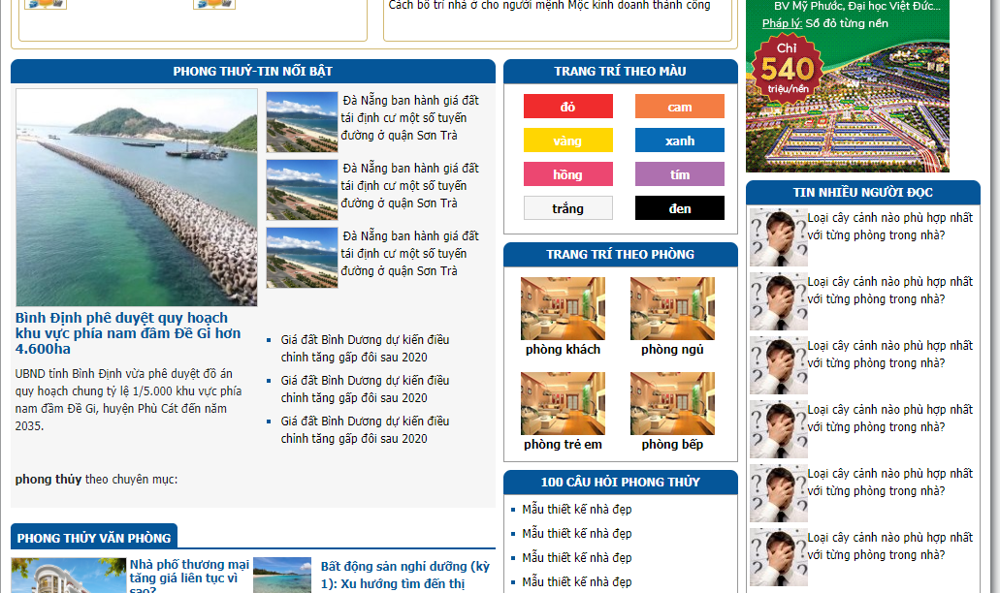 Cách bố trí nhà ở cho người mệnh Mộc kinh doanh thành công
PHONG THUỶ-TIN NỔI BẬT
Đà Nẵng ban hành giá đất
tái định cư một số tuyến
đường ở quận Sơn Trà
Đà Nẵng ban hành giá đất
tái định cư một số tuyến
đường ở quận Sơn Trà
Đà Nẵng ban hành giá đất
tái định cư một số tuyến
đường ở quận Sơn Trà
Bình Định phê duyệt quy hoạch
khu vực phía nam đầm Đề Gi hơn
4.600ha
UBND tỉnh Bình Định vừa phê duyệt đồ án
quy hoạch chung tỷ lệ 1/5.000 khu vực phía
nam đầm Đề Gi, huyện Phù Cát đến năm
2035.
Giá đất Bình Dương dự kiến điều
chỉnh tăng gấp đôi sau 2020
Giá đất Bình Dương dự kiến điều
chỉnh tăng gấp đôi sau 2020
Giá đất Bình Dương dự kiến điều
chỉnh tăng gấp đôi sau 2020
phong thủy theo chuyên mục:
PHONG THỦY VĂN PHÒNG
Nhà phố thương mại
tăng giá liên tục vì
sao?
Bất động sản nghỉ dưỡng (kỳ
1): Xu hướng tìm đến thị
TRANG TRÍ THEO MÀU
đỏ
cam
vàng
xanh
hồng
tím
trắng
đen
TRANG TRÍ THEO PHÒNG
phòng khách
phòng ngủ
phòng trẻ em
phòng bếp
100 CÂU HỎI PHONG THỦY
Mẫu thiết kế nhà đẹp
Mẫu thiết kế nhà đẹp
Mẫu thiết kế nhà đẹp
Mẫu thiết kế nhà đẹp
BV Mỹ Phước, Đại học Việt Đức...
Pháp lý: Sổ đỏ từng nền
Chỉ
540
triệu/nền
TIN NHIỀU NGƯỜI ĐỌC
Loại cây cảnh nào phù hợp nhất
với từng phòng trong nhà?
Loại cây cảnh nào phù hợp nhất
với từng phòng trong nhà?
Loại cây cảnh nào phù hợp nhất
với từng phòng trong nhà?
Loại cây cảnh nào phù hợp nhất
với từng phòng trong nhà?
Loại cây cảnh nào phù hợp nhất
với từng phòng trong nhà?
Loại cây cảnh nào phù hợp nhất
với từng phòng trong nhà?